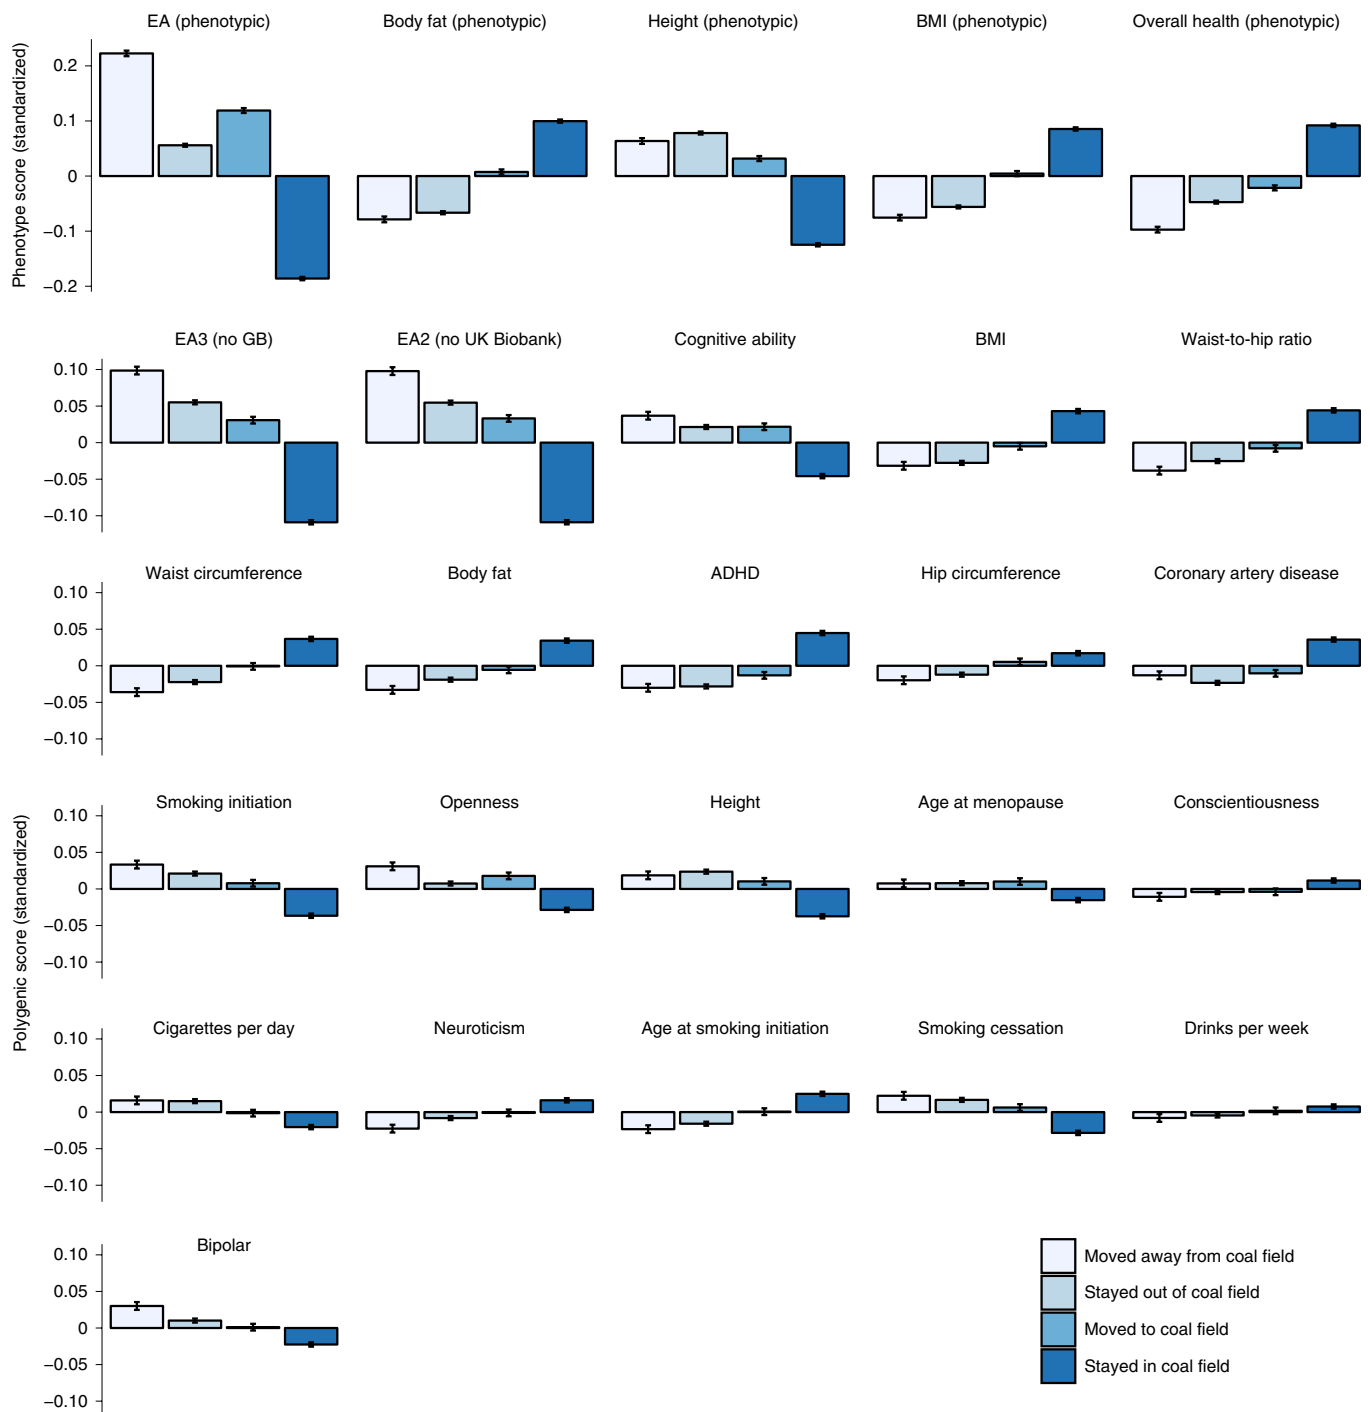 EA (phenotypic) Body fat (phenotypic) Height (phenotypic) BMI (phenotypic) Overall health (phenotypic)
Phenotype score (standardized)
0.2
0.1
0
−0.1
−0.2
EA3 (no GB) EA2 (no UK Biobank) Cognitive ability BMI Waist-to-hip ratio
0.10
0.05
0
−0.05
−0.10
Waist circumference Body fat ADHD Hip circumference Coronary artery disease
0.10
0.05
0
−0.05
−0.10
Polygenic score (standardized)
Smoking initiation Openness Height Age at menopause Conscientiousness
0.10
0.05
0
−0.05
−0.10
Cigarettes per day Neuroticism Age at smoking initiation Smoking cessation Drinks per week
0.10
0.05
0
−0.05
−0.10
Bipolar
0.10
0.05
0
−0.05
−0.10
Moved away from coal field
Stayed out of coal field
Moved to coal field
Stayed in coal field